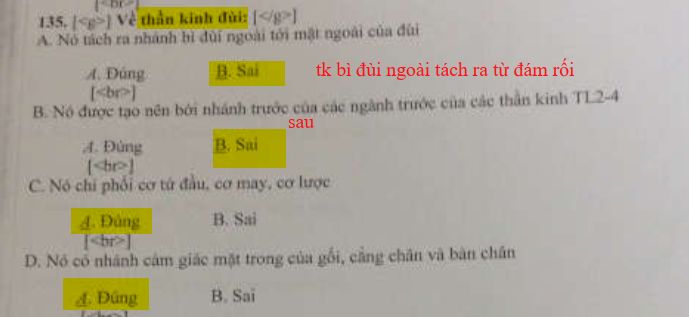 [<br>]
135. [<g>] Về thần kinh đùi: [</g>]
A. Nó tách ra nhánh bì đùi ngoài tới mặt ngoài của đùi
A. Đúng B. Sai tk bì đùi ngoài tách ra từ đám rối
[<br>]
B. Nó được tạo nên bởi nhánh trước của các ngành trước của các thần kinh TL2-4
sau
A. Đúng B. Sai
[<br>]
C. Nó chi phối cơ tứ đầu, cơ may, cơ lược
A. Đúng B. Sai
[<br>]
D. Nó có nhánh cảm giác mặt trong của gối, cẳng chân và bàn chân
A. Đúng B. Sai
[<br>]